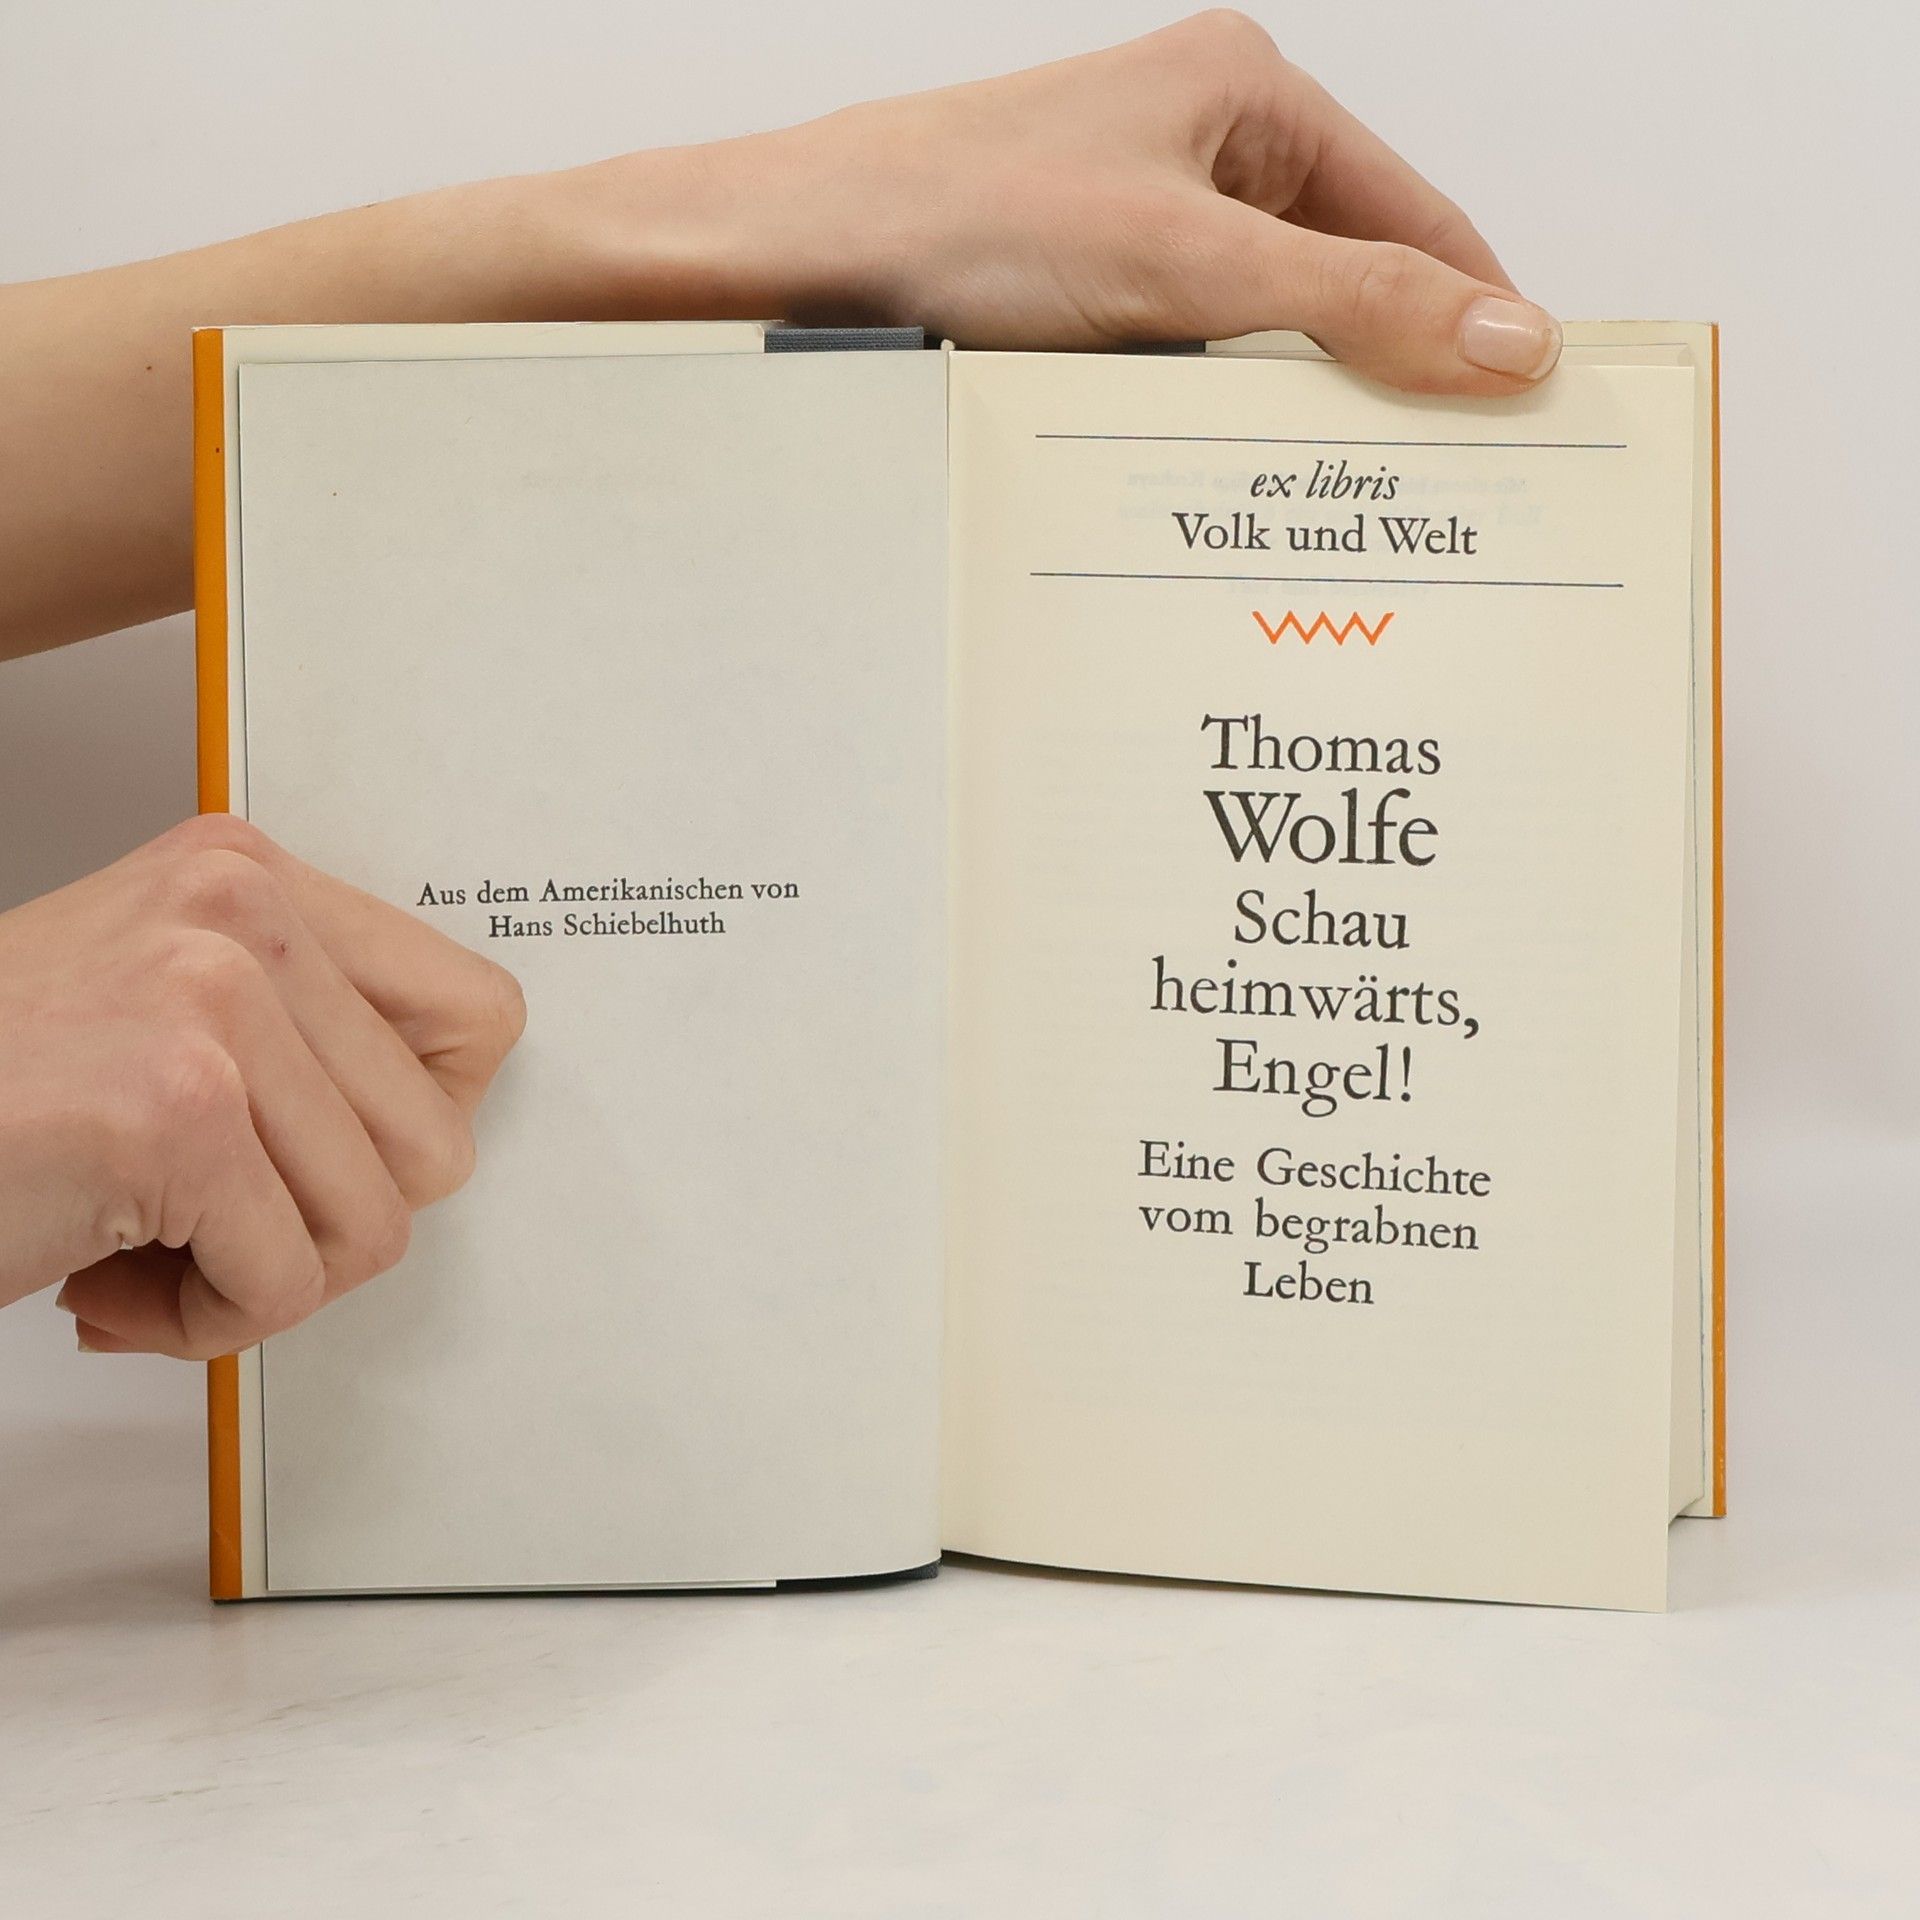 Aus dem Amerikanischen von
Hans Schiebelhuth
ex libris
Volk und Welt
Thomas
Wolfe
Schau
heimwärts,
Engel!
Eine Geschichte
vom begrabnen
Leben